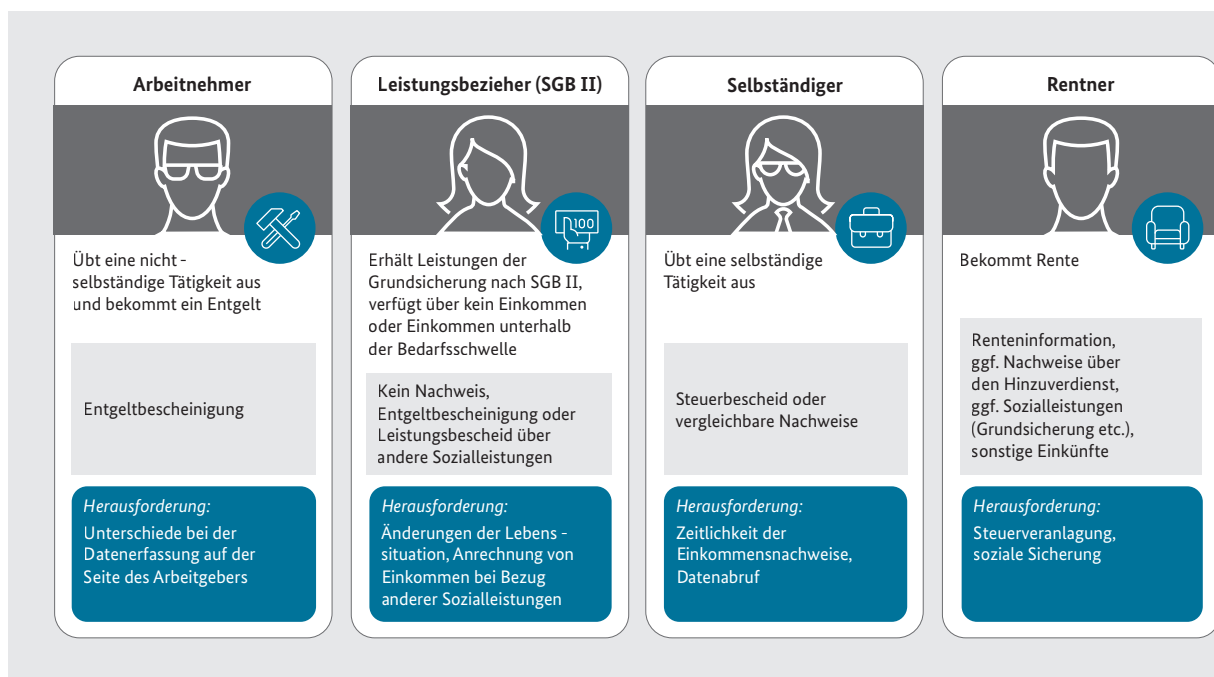 Arbeitnehmer
Übt eine nicht -
selbständige Tätigkeit aus
und bekommt ein Entgelt
Entgeltbescheinigung
Herausforderung:
Unterschiede bei der
Datenerfassung auf der
Seite des Arbeitgebers
Leistungsbezieher (SGB II)
100
Erhält Leistungen der
Grundsicherung nach SGB II,
verfügt über kein Einkommen
oder Einkommen unterhalb
der Bedarfsschwelle
Kein Nachweis,
Entgeltbescheinigung oder
Leistungsbescheid über
andere Sozialleistungen
Herausforderung:
Änderungen der Lebens -
situation, Anrechnung von
Einkommen bei Bezug
anderer Sozialleistungen
Selbständiger
Übt eine selbständige
Tätigkeit aus
Steuerbescheid oder
vergleichbare Nachweise
Herausforderung:
Zeitlichkeit der
Einkommensnachweise,
Datenabruf
Rentner
Bekommt Rente
Renteninformation,
ggf. Nachweise über
den Hinzuverdienst,
ggf. Sozialleistungen
(Grundsicherung etc.),
sonstige Einkünfte
Herausforderung:
Steuerveranlagung,
soziale Sicherung